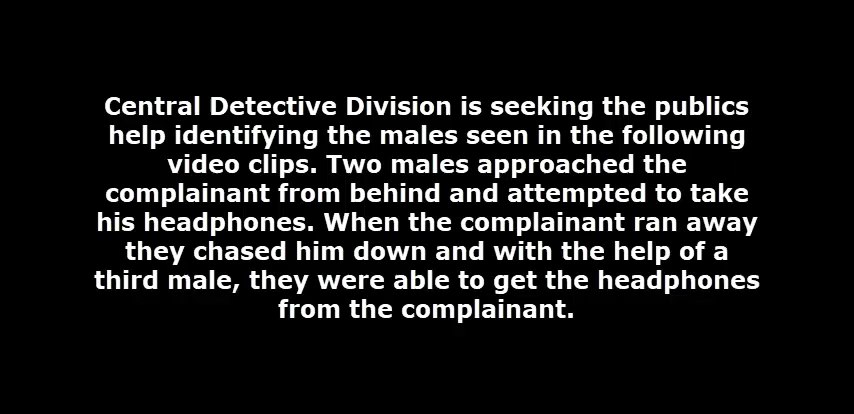 Central Detective Division is seeking the publics
help identifying the males seen in the following
video clips. Two males approached the
complainant from behind and attempted to take
his headphones. When the complainant ran away
they chased him down and with the help of a
third male, they were able to get the headphones
from the complainant.